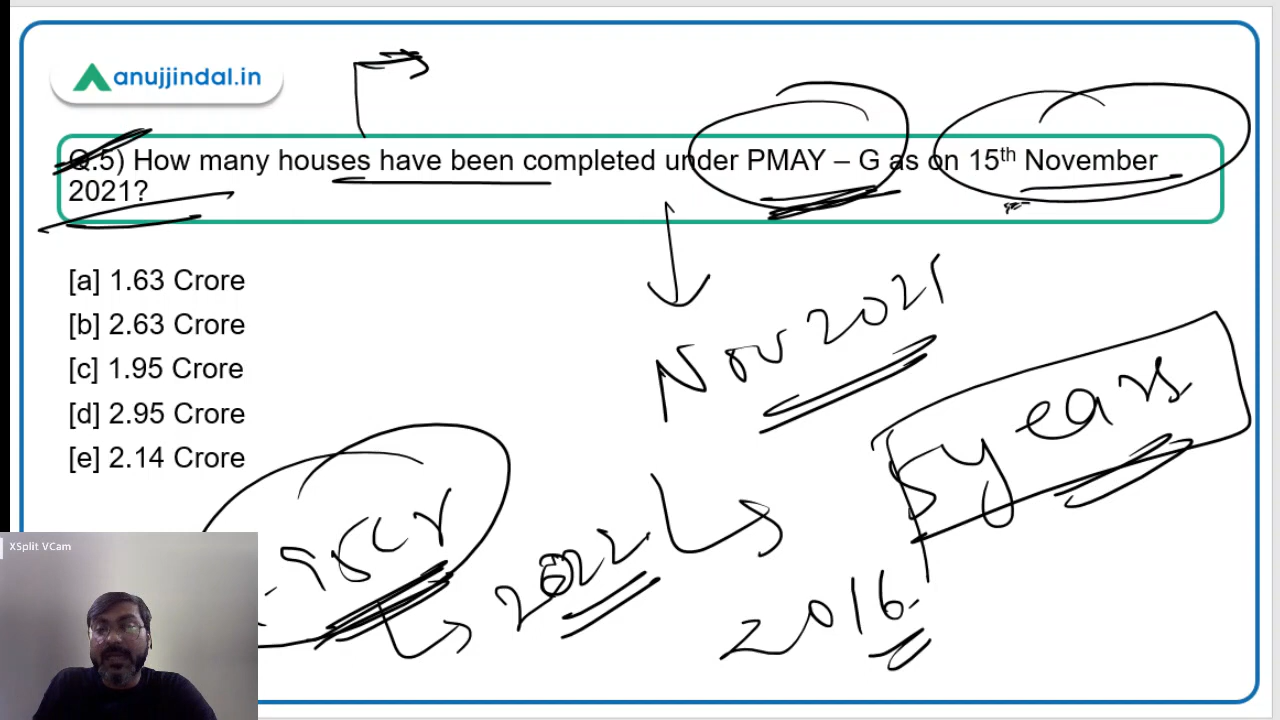 anujjindal.in
Q.5) How many houses have been completed under PMAY – G as on 15th November
2021?
[a] 1.63 Crore
[b] 2.63 Crore
[c] 1.95 Crore
[d] 2.95 Crore
[e] 2.14 Crore
Nov 2021
5 years
2022
2016
XSplit VCam